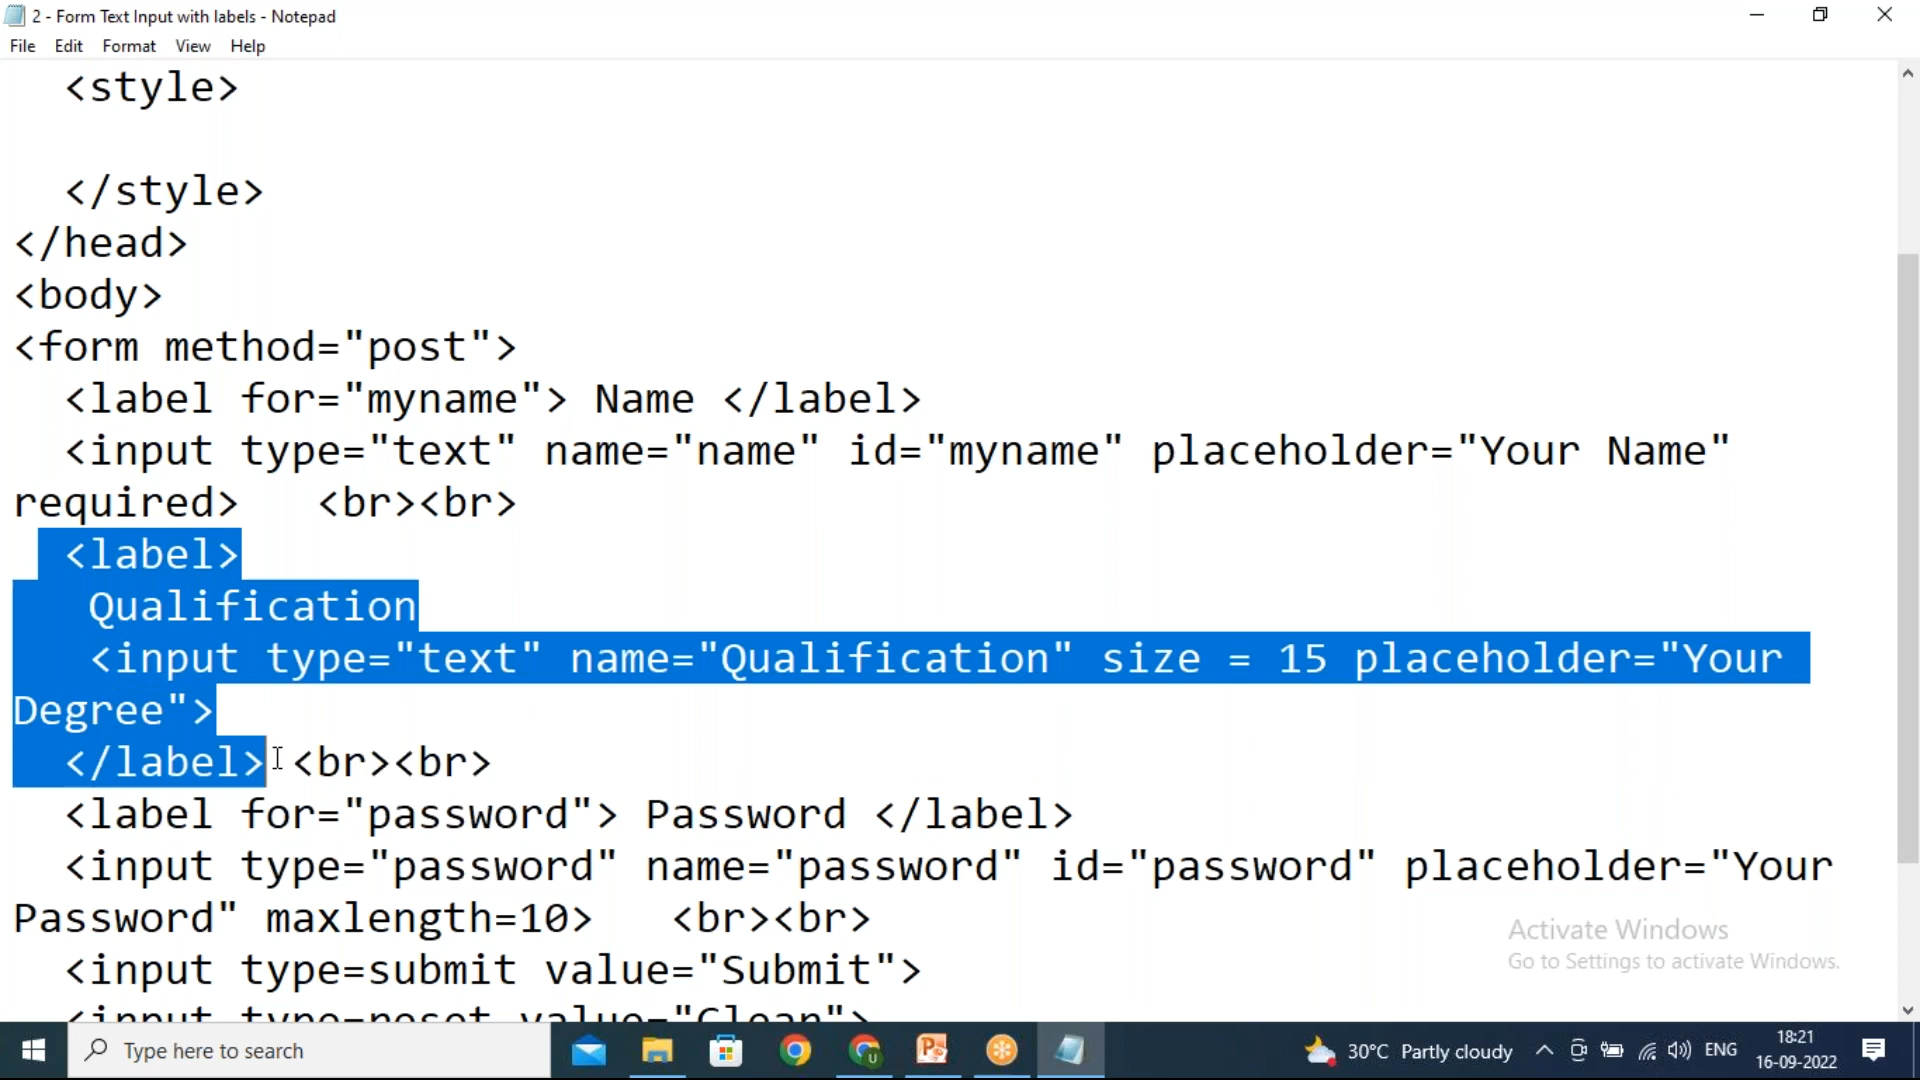 2 - Form Text Input with labels - Notepad
File Edit Format View Help
<style>
</style>
</head>
<body>
<form method="post">
<label for="myname"> Name </label>
<input type="text" name="name" id="myname" placeholder="Your Name"
required> <br><br>
<label>
Qualification
<input type="text" name="Qualification" size = 15 placeholder="Your
Degree">
</label> <br><br>
<label for="password"> Password </label>
<input type="password" name="password" id="password" placeholder="Your
Password" maxlength=10> <br><br>
<input type=submit value="Submit">
<input type=reset value="Clear">
Activate Windows
Go to Settings to activate Windows.
Type here to search
30°C Partly cloudy
ENG
18:21
16-09-2022